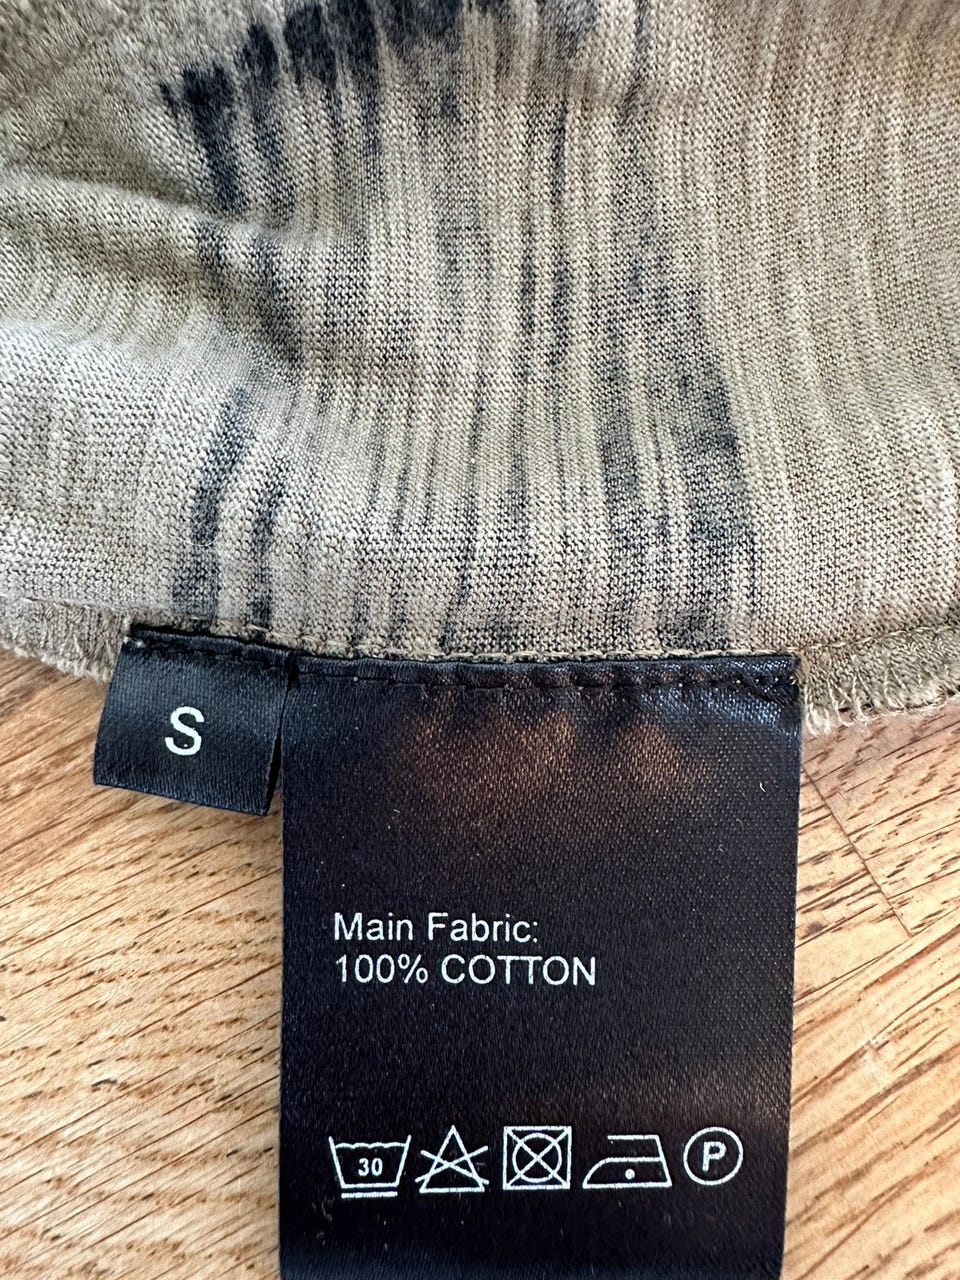 S
Main Fabric:
100% COTTON
30 P